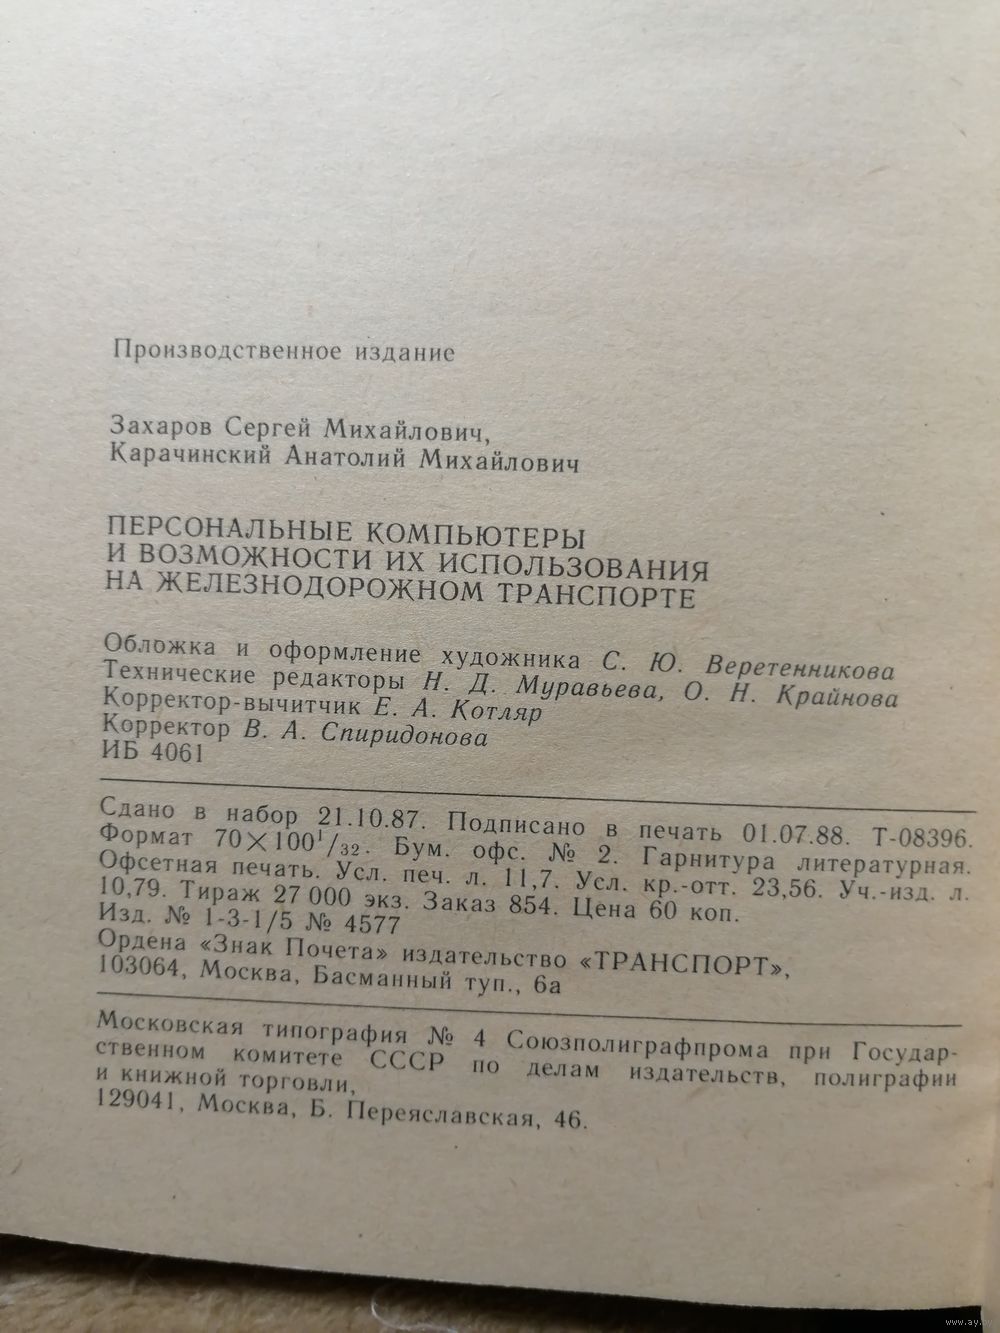 Производственное издание
Захаров Сергей Михайлович,
Карачинский Анатолий Михайлович
ПЕРСОНАЛЬНЫЕ КОМПЬЮТЕРЫ
И ВОЗМОЖНОСТИ ИХ ИСПОЛЬЗОВАНИЯ
НА ЖЕЛЕЗНОДОРОЖНОМ ТРАНСПОРТЕ
Обложка и оформление художника С. Ю. Веретенникова
Технические редакторы Н. Д. Муравьева, О. Н. Крайнова
Корректор-вычитчик Е. А. Котляр
Корректор В. А. Спиридонова
ИБ 4061
Сдано в набор 21.10.87. Подписано в печать 01.07.88. Т-08396.
Формат 70×100¹/₃₂. Бум. офс. № 2. Гарнитура литературная.
Офсетная печать. Усл. печ. л. 11,7. Усл. кр.-отт. 23,56. Уч.-изд. л.
10,79. Тираж 27 000 экз. Заказ 854. Цена 60 коп.
Изд. № 1-3-1/5 № 4577
Ордена «Знак Почета» издательство «ТРАНСПОРТ»,
103064, Москва, Басманный туп., 6а
Московская типография № 4 Союзполиграфпрома при Государ-
ственном комитете СССР по делам издательств, полиграфии
и книжной торговли,
129041, Москва, Б. Переяславская, 46.
www.ay.by